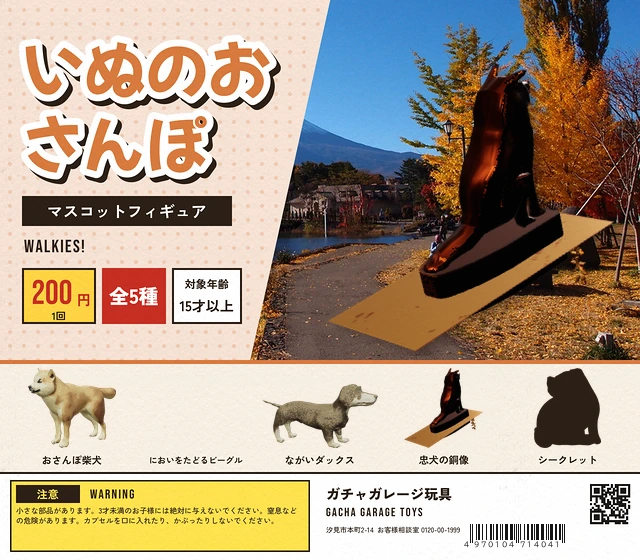 いぬのお
さんぽ
マスコットフィギュア
WALKIES!
200円
1回
全5種
対象年齢
15才以上
おさんぽ柴犬
においをたどるビーグル
ながいダックス
忠犬の銅像
シークレット
注意 WARNING
小さな部品があります。3才未満のお子様には絶対に与えないでください。窒息など
の危険があります。カプセルを口に入れたり、かぶったりしないでください。
ガチャガレージ玩具
GACHA GARAGE TOYS
汐見市本町2-14 お客様相談室 0120-00-1999
4 970104 714041